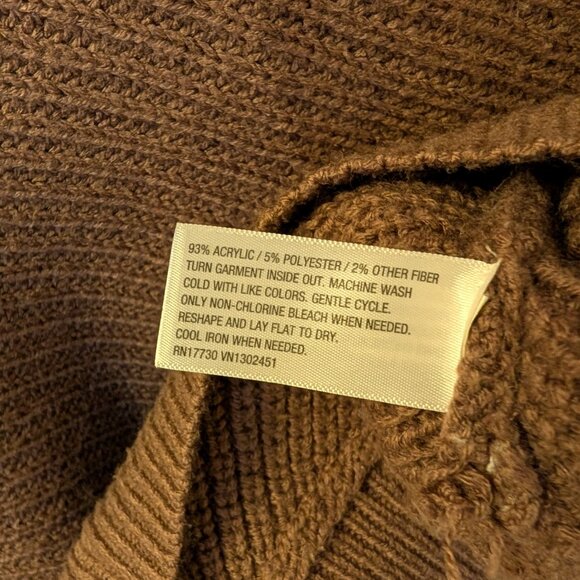 93% ACRYLIC / 5% POLYESTER / 2% OTHER FIBER
TURN GARMENT INSIDE OUT. MACHINE WASH
COLD WITH LIKE COLORS. GENTLE CYCLE.
ONLY NON-CHLORINE BLEACH WHEN NEEDED.
RESHAPE AND LAY FLAT TO DRY.
COOL IRON WHEN NEEDED.
RN17730 VN1302451